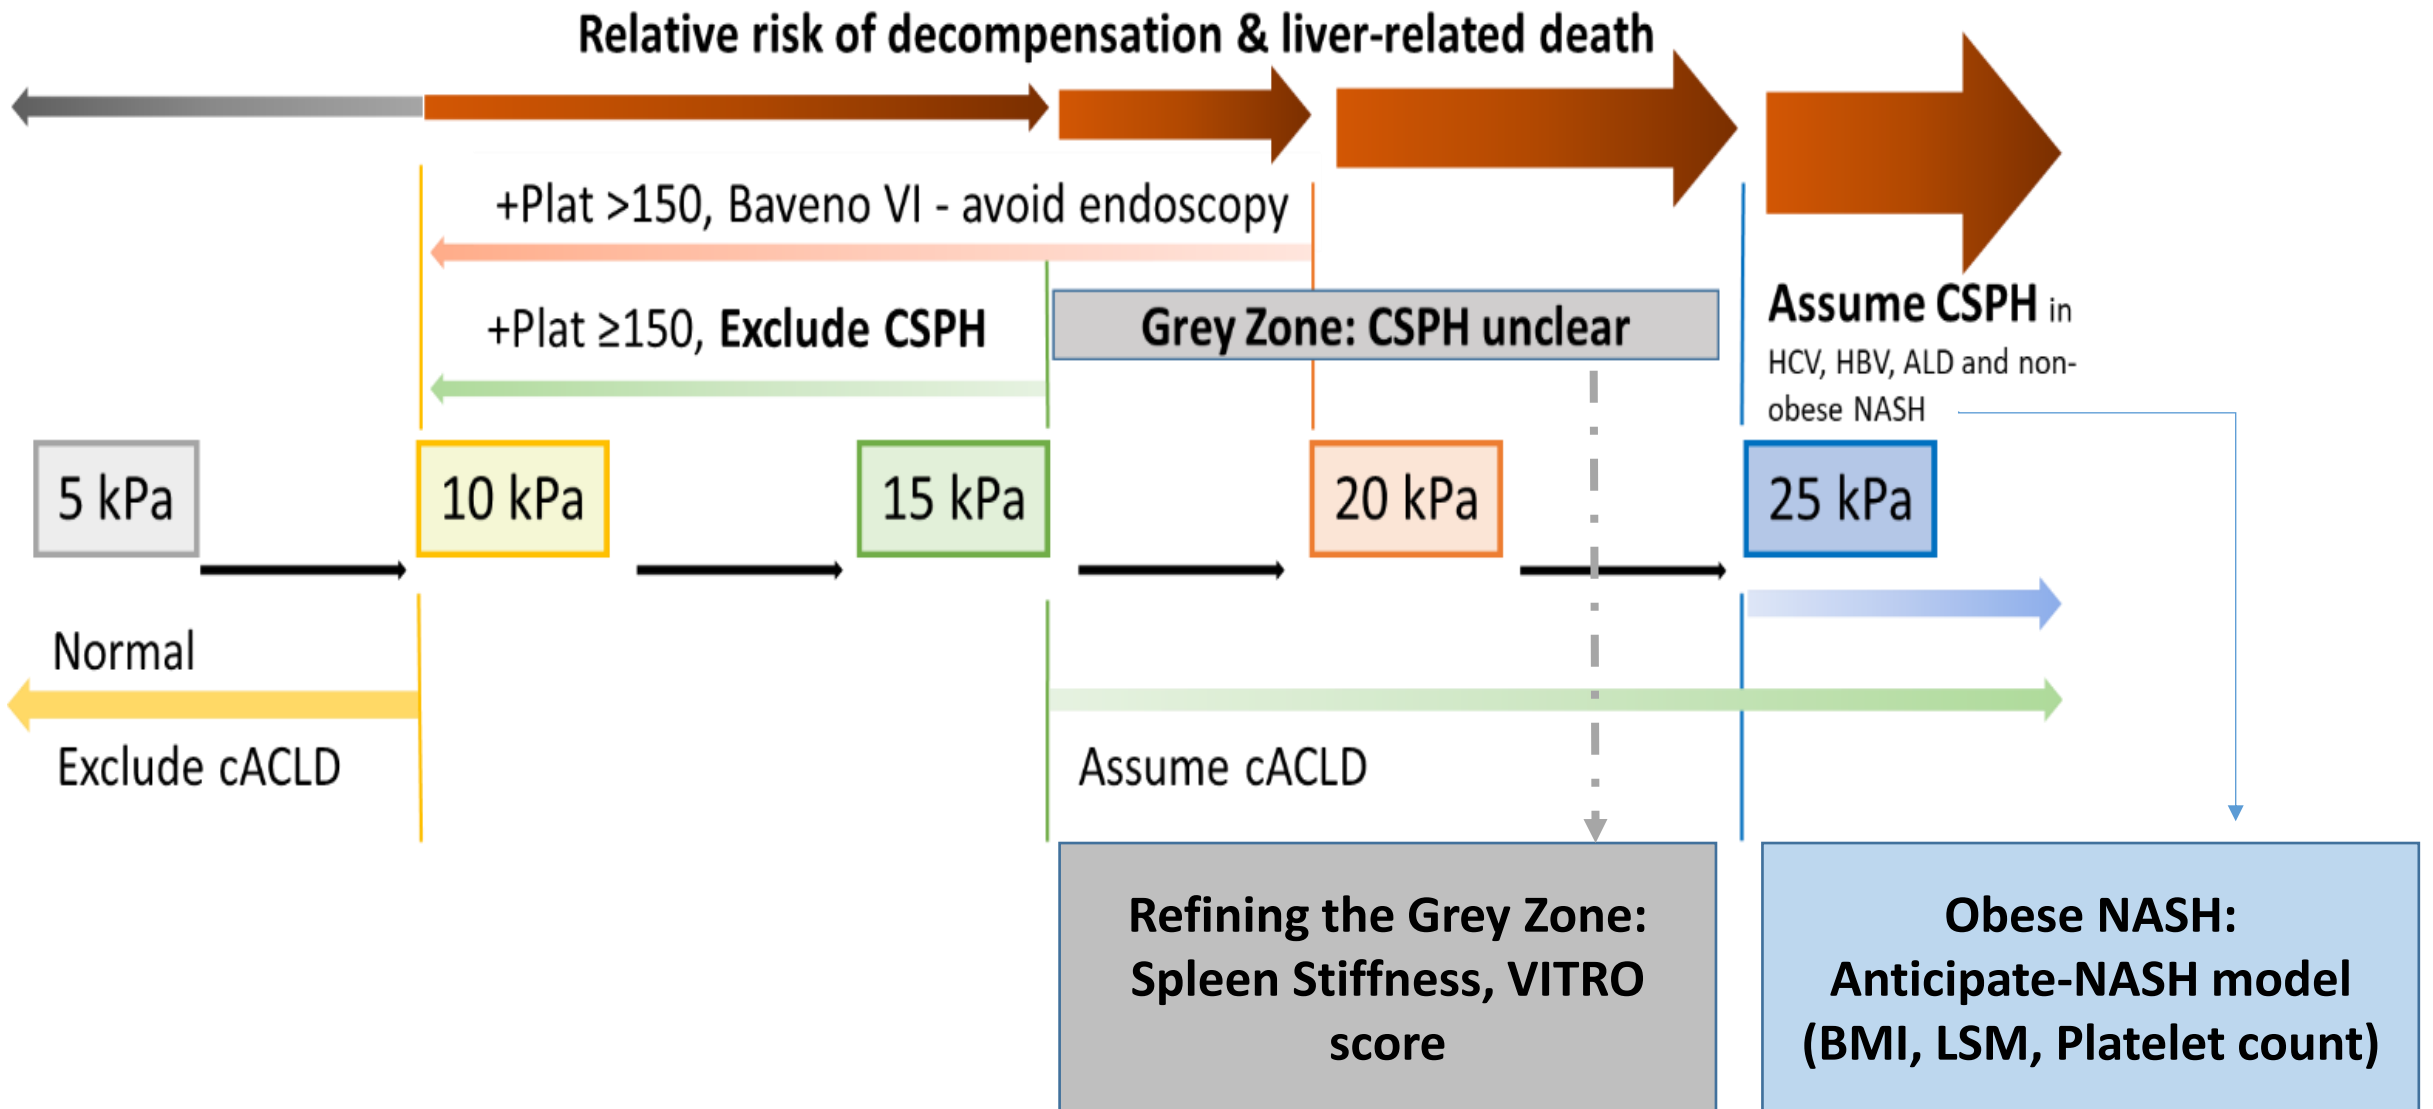 Relative risk of decompensation & liver-related death
+Plat >150, Baveno VI - avoid endoscopy
+Plat ≥150, Exclude CSPH
Grey Zone: CSPH unclear
Assume CSPH in
HCV, HBV, ALD and non-
obese NASH
5 kPa
10 kPa
15 kPa
20 kPa
25 kPa
Normal
Exclude cACLD
Assume cACLD
Refining the Grey Zone:
Spleen Stiffness, VITRO
score
Obese NASH:
Anticipate-NASH model
(BMI, LSM, Platelet count)